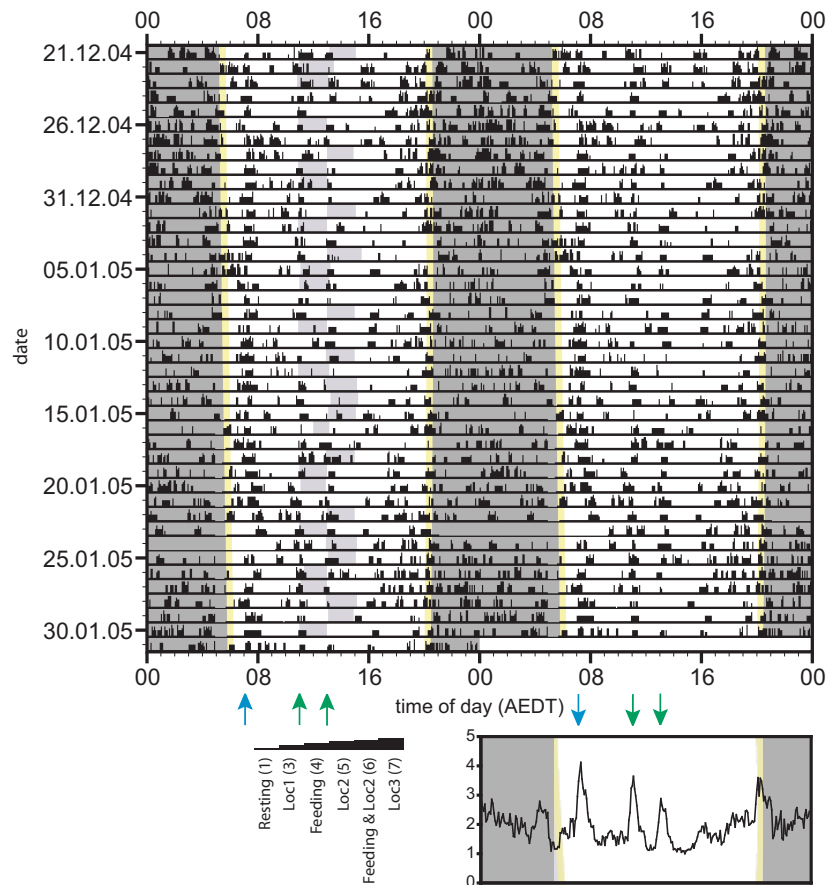 00 08 16 00 08 16 00
21.12.04
26.12.04
31.12.04
05.01.05
10.01.05
15.01.05
20.01.05
25.01.05
30.01.05
date
00 08 16 00 08 16 00
time of day (AEDT)
Resting (1)
Loc1 (3)
Feeding (4)
Loc2 (5)
Feeding & Loc2 (6)
Loc3 (7)
5
4
3
2
1
0